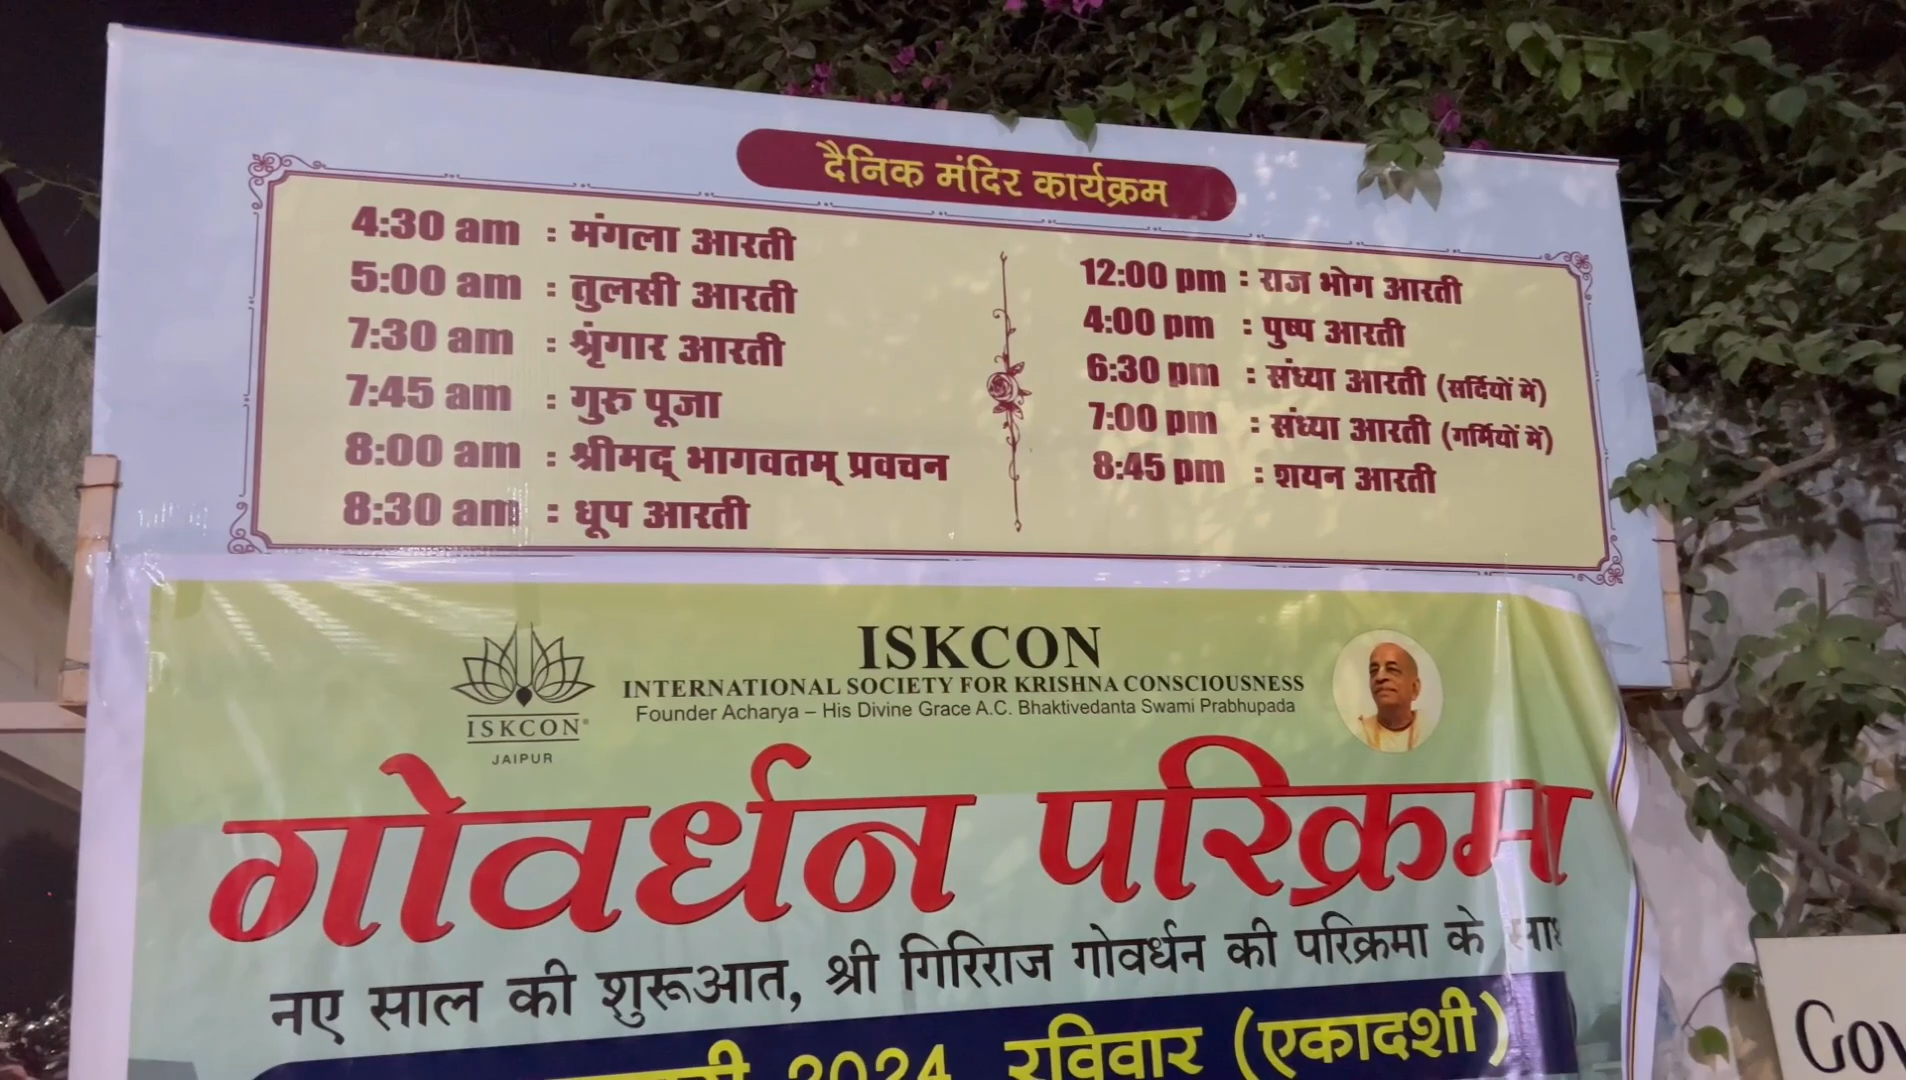 दैनिक मंदिर कार्यक्रम
4:30 am : मंगला आरती
5:00 am : तुलसी आरती
7:30 am : श्रृंगार आरती
7:45 am : गुरु पूजा
8:00 am : श्रीमद् भागवतम् प्रवचन
8:30 am : धूप आरती
12:00 pm : राज भोग आरती
4:00 pm : पुष्प आरती
6:30 pm : संध्या आरती (सर्दियों में)
7:00 pm : संध्या आरती (गर्मियों में)
8:45 pm : शयन आरती
ISKCON
INTERNATIONAL SOCIETY FOR KRISHNA CONSCIOUSNESS
Founder Acharya – His Divine Grace A.C. Bhaktivedanta Swami Prabhupada
ISKCON®
JAIPUR
गोवर्धन परिक्रमा
नए साल की शुरूआत, श्री गिरिराज गोवर्धन की परिक्रमा के
2024 रविवार (एकादशी)